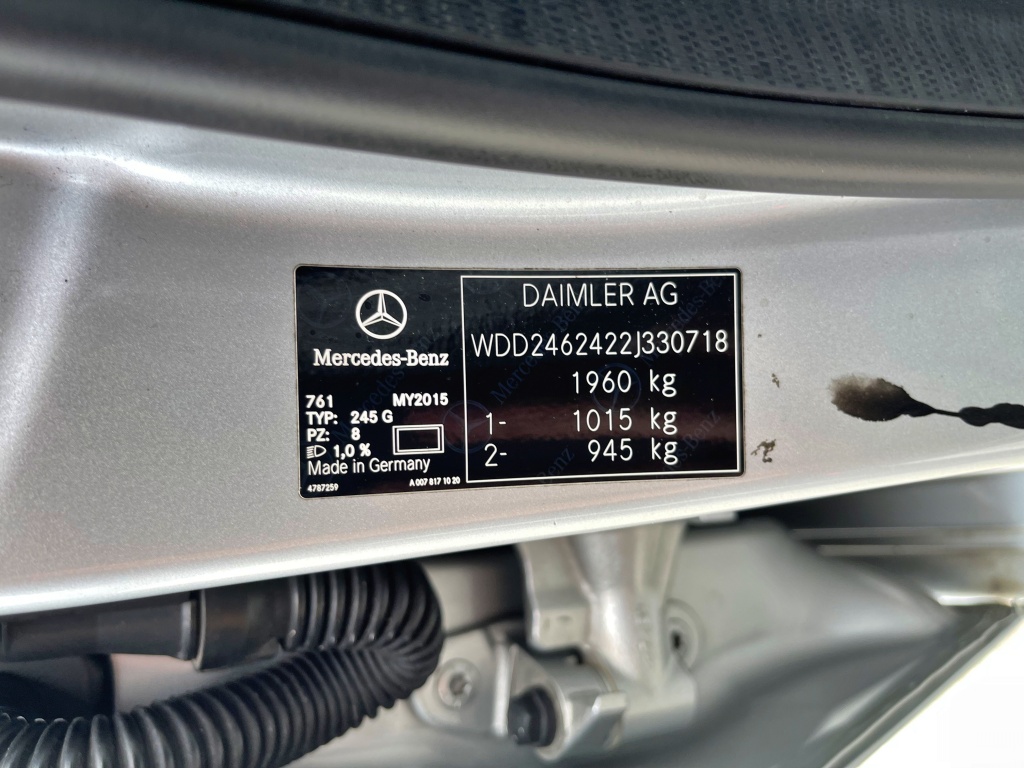 Mercedes-Benz
761 MY2015
TYP: 245 G
PZ: 8
1,0 %
Made in Germany
4787259 A 007 817 10 20
DAIMLER AG
WDD2462422J330718
1960 kg
1- 1015 kg
2- 945 kg